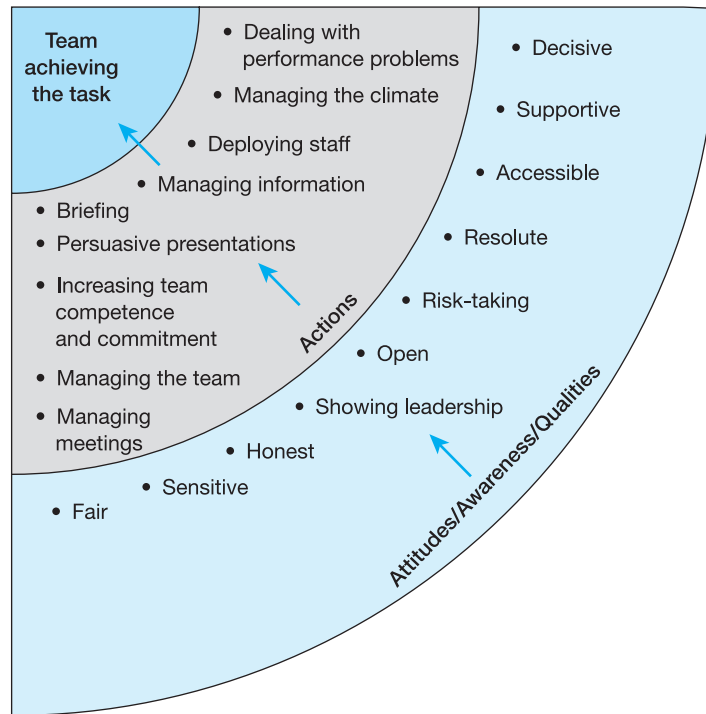 Team
achieving
the task
• Dealing with
performance problems
• Managing the climate
• Deploying staff
• Managing information
• Briefing
• Persuasive presentations
• Increasing team
competence
and commitment
• Managing the team
• Managing
meetings
Actions
• Decisive
• Supportive
• Accessible
• Resolute
• Risk-taking
• Open
• Showing leadership
• Honest
• Sensitive
• Fair
Attitudes/Awareness/Qualities